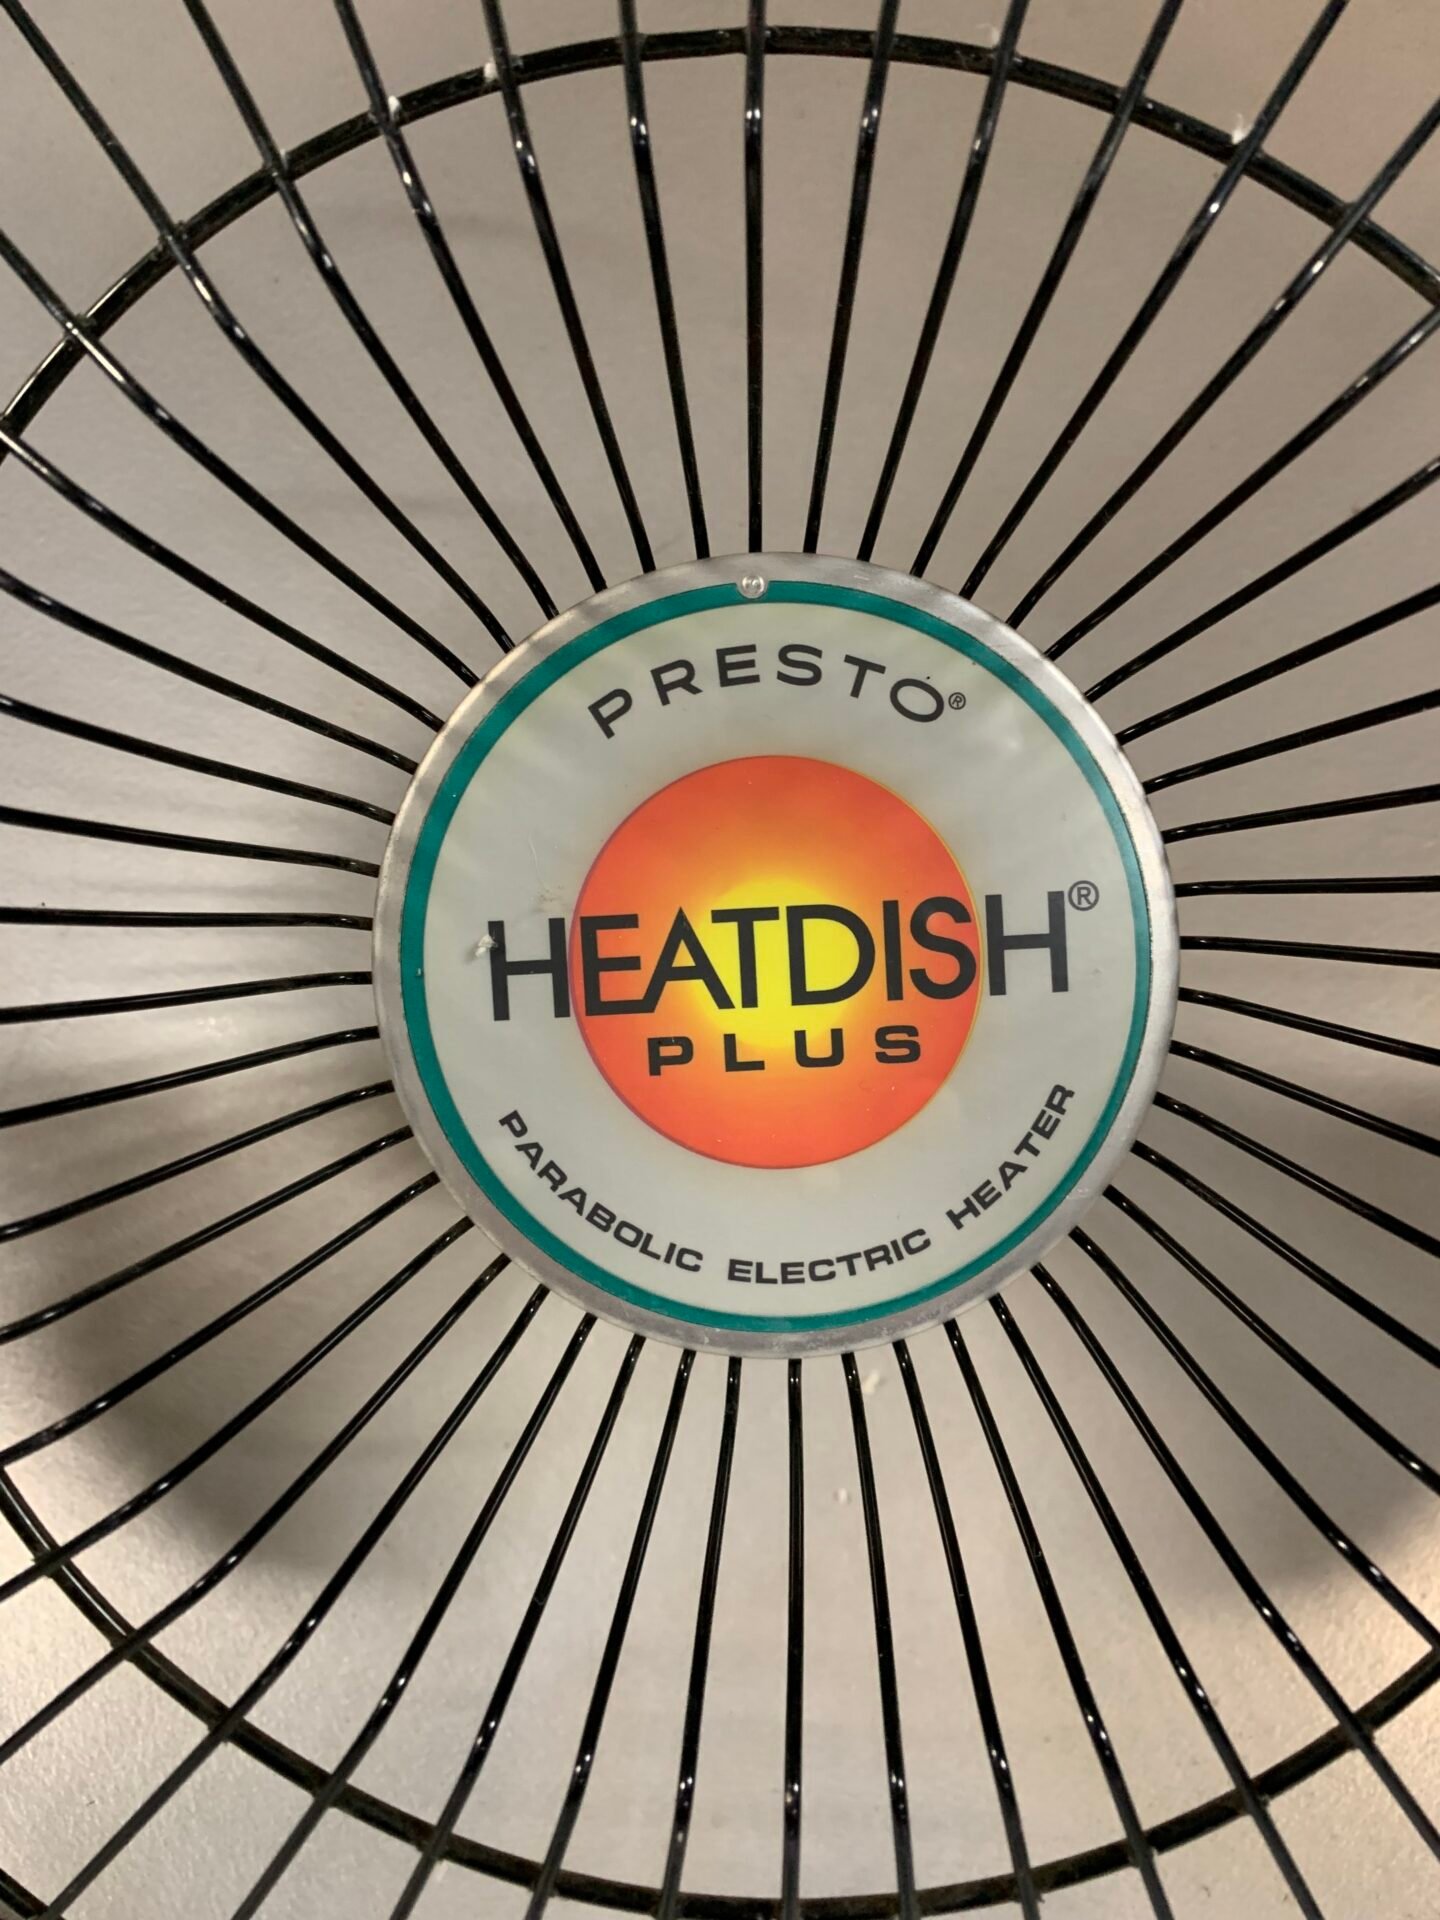 PRESTO®
HEATDISH®
PLUS
PARABOLIC ELECTRIC HEATER